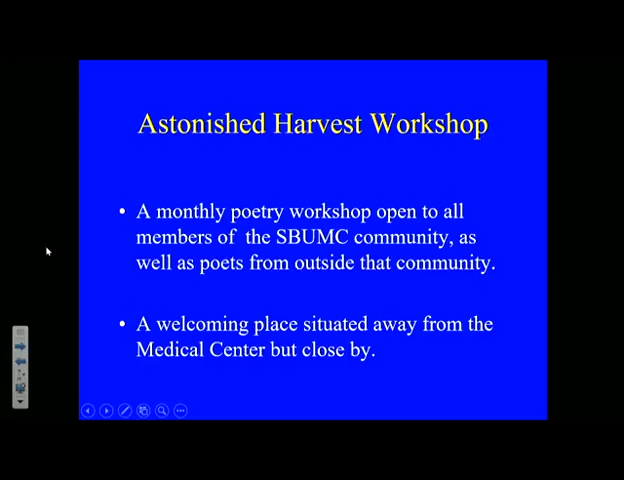 Astonished Harvest Workshop
• A monthly poetry workshop open to all
members of the SBUMC community, as
well as poets from outside that community.
• A welcoming place situated away from the
Medical Center but close by.